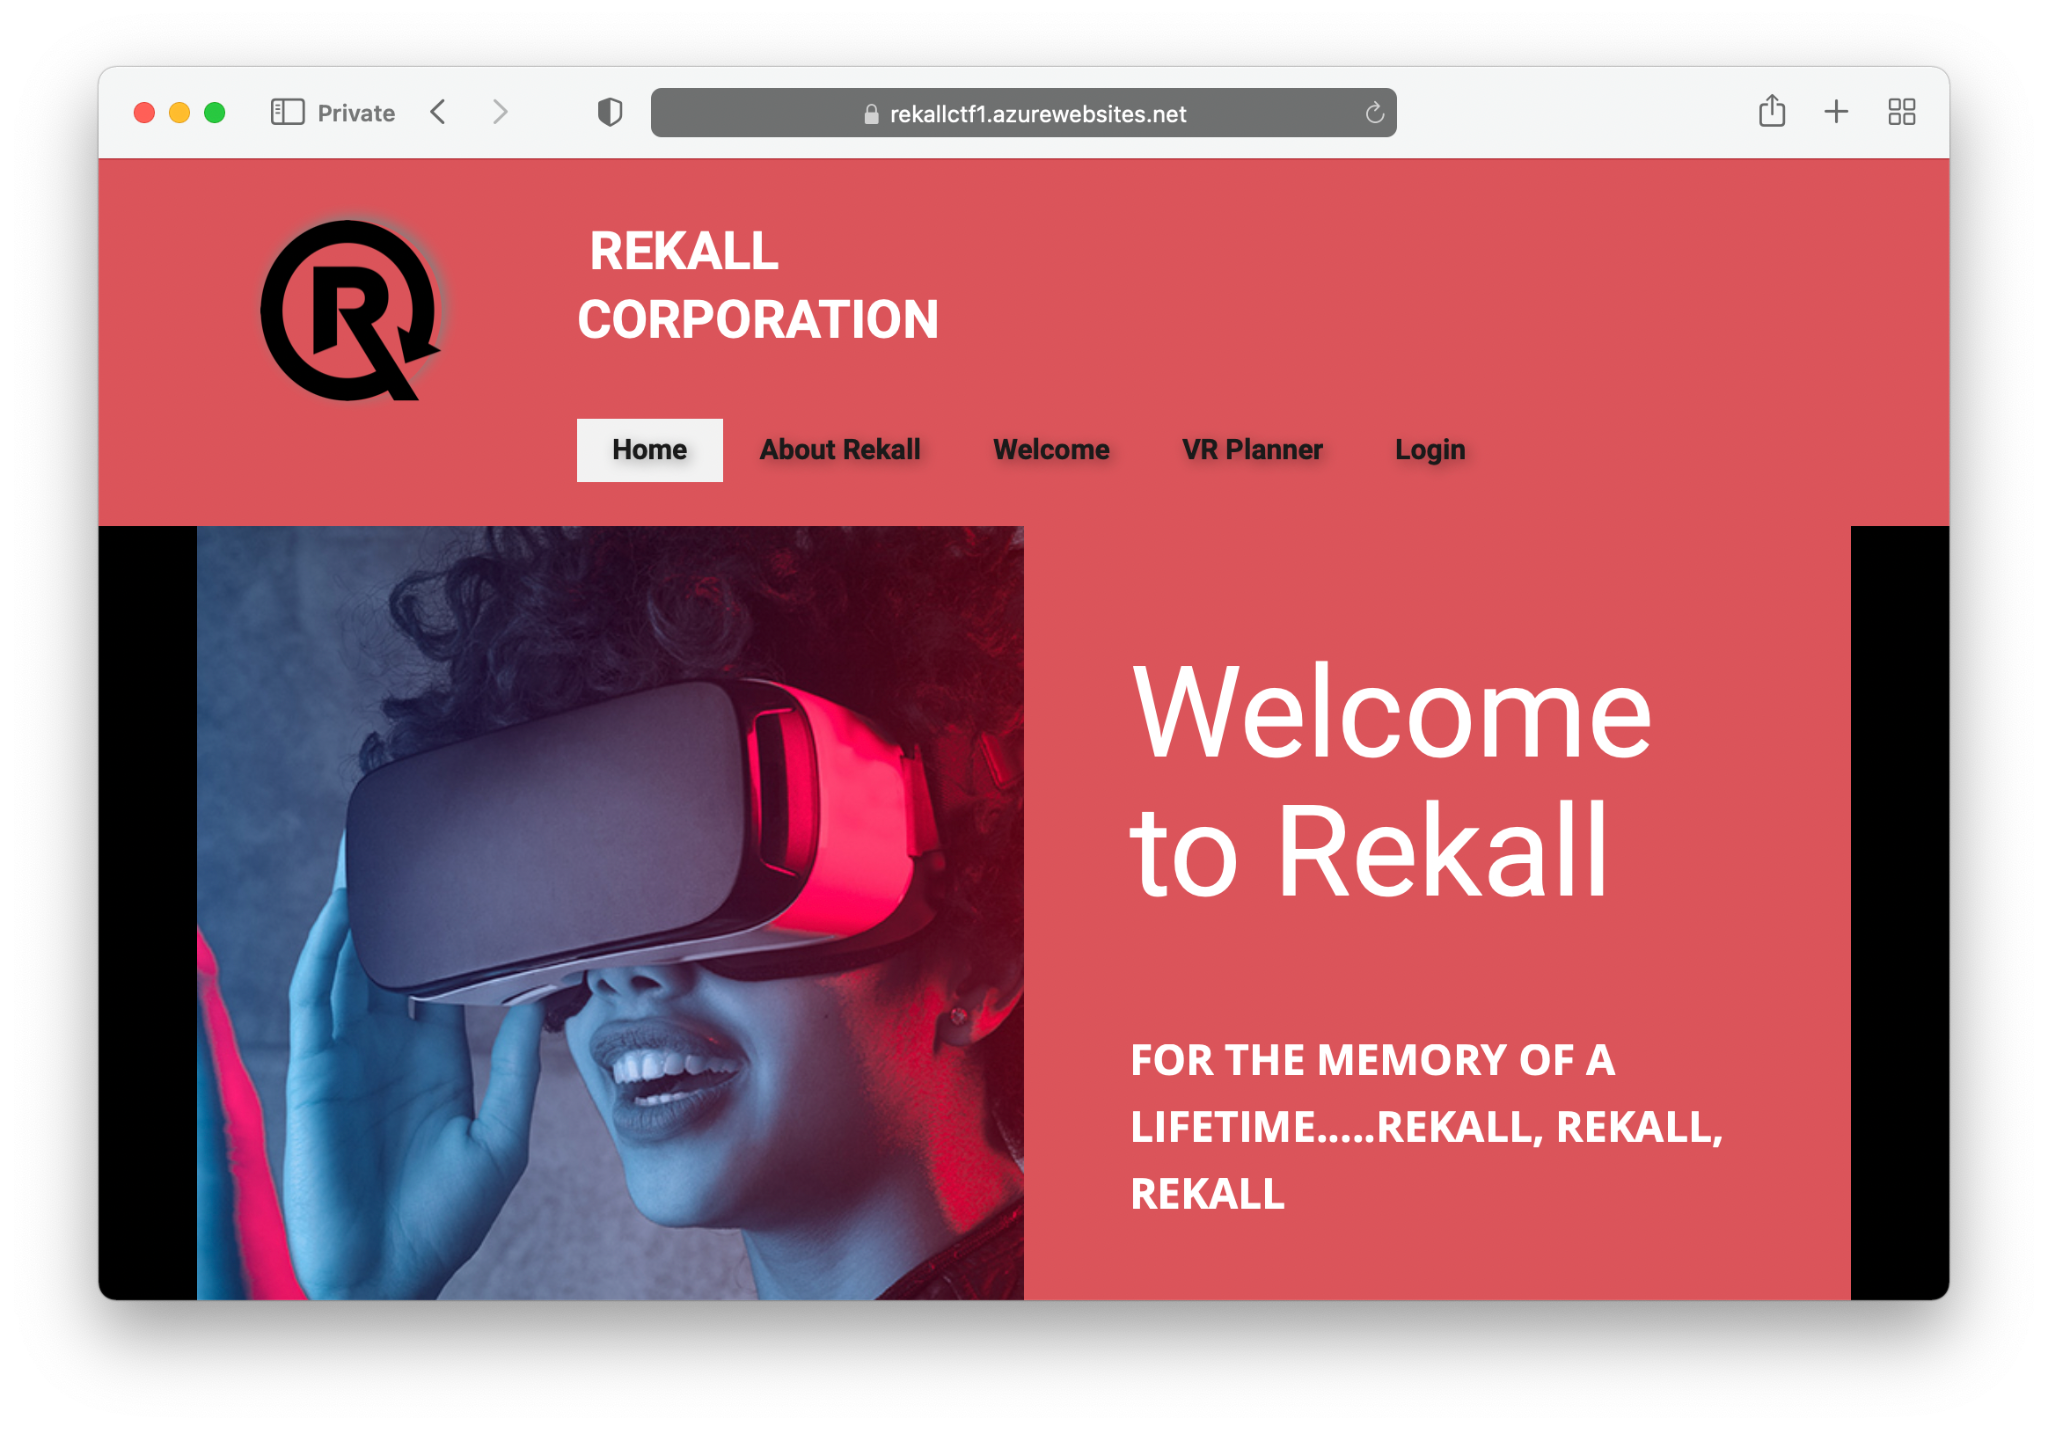 Private
rekallctf1.azurewebsites.net
R
REKALL
CORPORATION
Home About Rekall Welcome VR Planner Login
Welcome
to Rekall
FOR THE MEMORY OF A
LIFETIME.....REKALL, REKALL,
REKALL